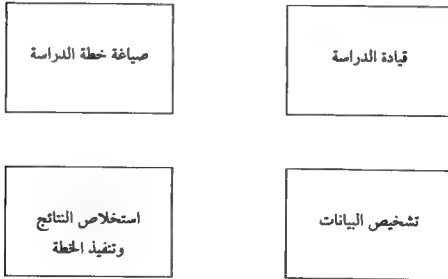 قيادة الدراسة
صياغة خطة الدراسة
تشخيص البيانات
استخلاص النتائج
وتنفيذ الخطة